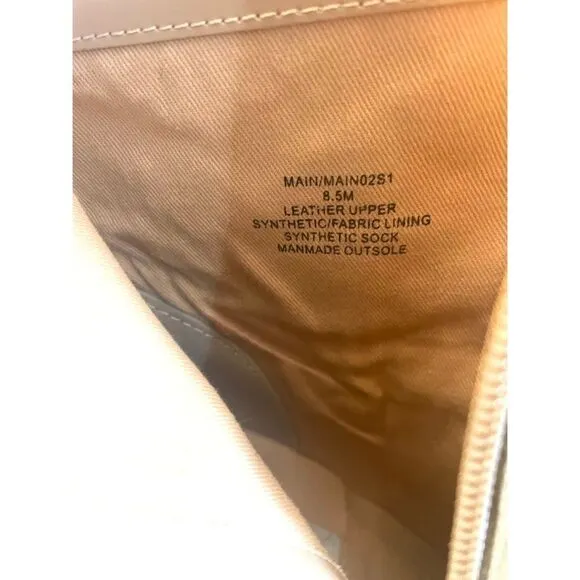 MAIN/MAIN02S1
8.5M
LEATHER UPPER
SYNTHETIC/FABRIC LINING
SYNTHETIC SOCK
MANMADE OUTSOLE